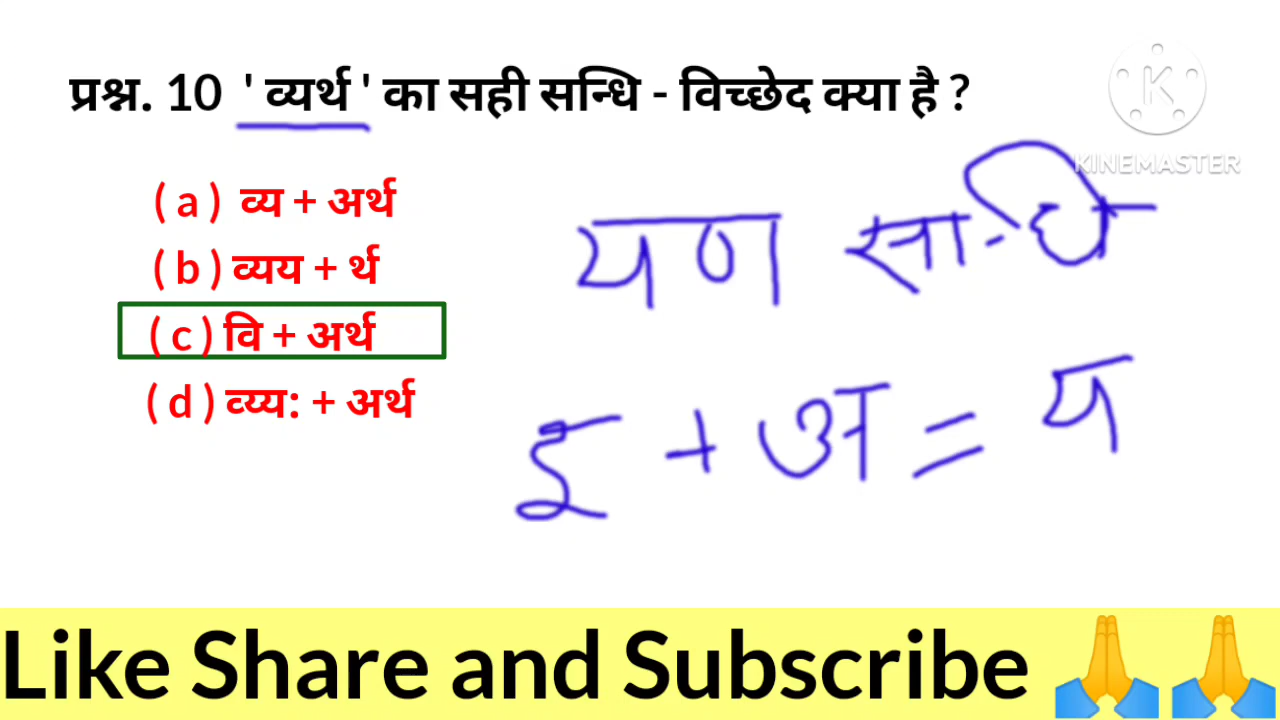 प्रश्न. 10 ' व्यर्थ ' का सही सन्धि - विच्छेद क्या है ?
KINEMASTER
( a ) व्य + अर्थ
( b ) व्यय + र्थ
( c ) वि + अर्थ
( d ) व्य्य: + अर्थ
यण सन्धि
इ + अ = य
Like Share and Subscribe 🙏 🙏